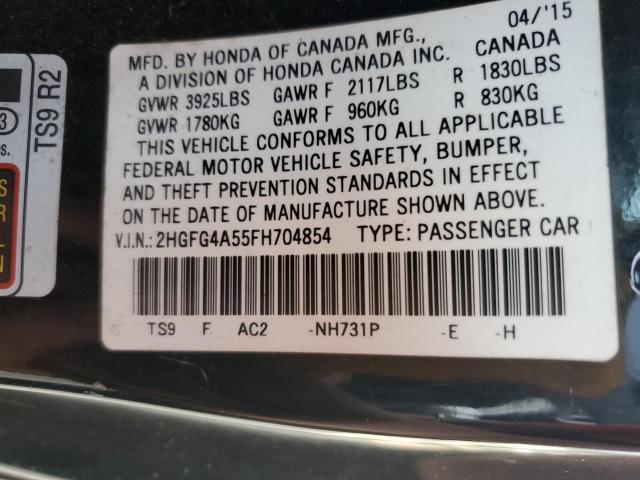 04/'15
MFD. BY HONDA OF CANADA MFG., CANADA
A DIVISION OF HONDA CANADA INC.
GVWR 3925LBS GAWR F 2117LBS R 1830LBS
GVWR 1780KG GAWR F 960KG R 830KG
THIS VEHICLE CONFORMS TO ALL APPLICABLE
FEDERAL MOTOR VEHICLE SAFETY, BUMPER,
AND THEFT PREVENTION STANDARDS IN EFFECT
ON THE DATE OF MANUFACTURE SHOWN ABOVE.
V.I.N.: 2HGFG4A55FH704854 TYPE: PASSENGER CAR
TS9 F AC2 -NH731P -E -H
TS9 R2
3